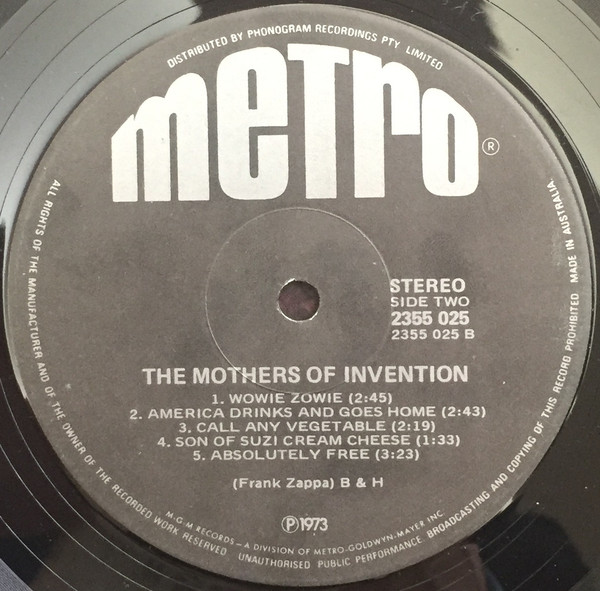 DISTRIBUTED BY PHONOGRAM RECORDINGS PTY LIMITED
metro®
STEREO
SIDE TWO
2355 025
2355 025 B
THE MOTHERS OF INVENTION
1. WOWIE ZOWIE (2:45)
2. AMERICA DRINKS AND GOES HOME (2:43)
3. CALL ANY VEGETABLE (2:19)
4. SON OF SUZI CREAM CHEESE (1:33)
5. ABSOLUTELY FREE (3:23)
(Frank Zappa) B & H
℗1973
M-G-M RECORDS — A DIVISION OF METRO-GOLDWYN-MAYER INC
ALL RIGHTS OF THE MANUFACTURER AND OF THE OWNER OF THE RECORDED WORK RESERVED UNAUTHORISED PUBLIC PERFORMANCE BROADCASTING AND COPYING OF THIS RECORD PROHIBITED MADE IN AUSTRALIA